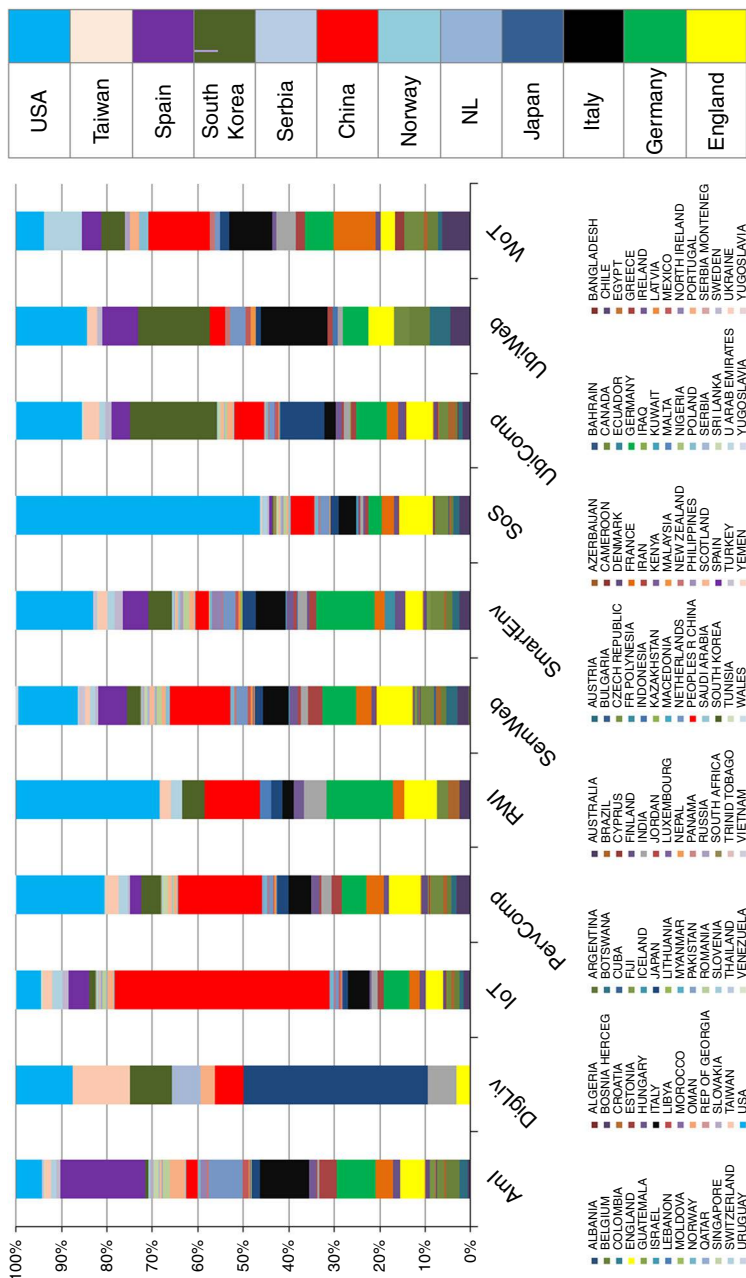 USA
Taiwan
Spain
South
Korea
Serbia
China
Norway
NL
Japan
Italy
Germany
England
100%
90%
80%
70%
60%
50%
40%
30%
20%
10%
0%
AmI
DigLiv
IoT
PervComp
RWI
SemWeb
SmartEnv
SoS
UbiComp
UbiWeb
WoT
ALBANIA
BELGIUM
COLOMBIA
ENGLAND
GUATEMALA
ISRAEL
LEBANON
MOLDOVA
NORWAY
QATAR
SINGAPORE
SWITZERLAND
URUGUAY
ALGERIA
BOSNIA HERCEG
CROATIA
ESTONIA
HUNGARY
ITALY
LIBYA
MOROCCO
OMAN
REP OF GEORGIA
SLOVAKIA
TAIWAN
USA
ARGENTINA
BOTSWANA
CUBA
FIJI
ICELAND
JAPAN
LITHUANIA
MYANMAR
PAKISTAN
ROMANIA
SLOVENIA
THAILAND
VENEZUELA
AUSTRALIA
BRAZIL
CYPRUS
FINLAND
INDIA
JORDAN
LUXEMBOURG
NEPAL
PANAMA
RUSSIA
SOUTH AFRICA
TRINID TOBAGO
VIETNAM
AUSTRIA
BULGARIA
CZECH REPUBLIC
FR POLYNESIA
INDONESIA
KAZAKHSTAN
MACEDONIA
NETHERLANDS
PEOPLES R CHINA
SAUDI ARABIA
SOUTH KOREA
TUNISIA
WALES
AZERBAIJAN
CAMEROON
DENMARK
FRANCE
IRAN
KENYA
MALAYSIA
NEW ZEALAND
PHILIPPINES
SCOTLAND
SPAIN
TURKEY
YEMEN
BAHRAIN
CANADA
ECUADOR
GERMANY
IRAQ
KUWAIT
MALTA
NIGERIA
POLAND
SERBIA
SRI LANKA
U ARAB EMIRATES
YUGOSLAVIA
BANGLADESH
CHILE
EGYPT
GREECE
IRELAND
LATVIA
MEXICO
NORTH IRELAND
PORTUGAL
SERBIA MONTENEG
SWEDEN
UKRAINE
YUGOSLAVIA